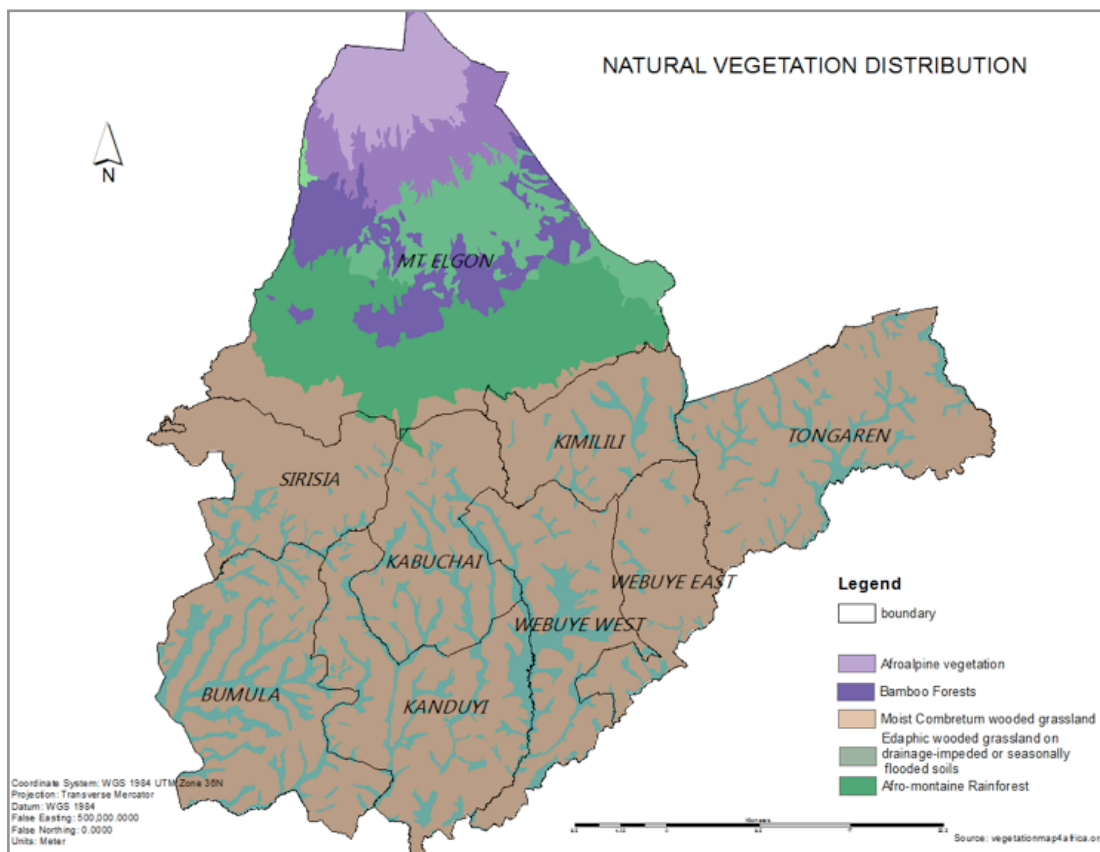 NATURAL VEGETATION DISTRIBUTION
N
MT ELGON
KIMILILI
TONGAREN
SIRISIA
KABUCHAI
WEBUYE EAST
WEBUYE WEST
BUMULA
KANDUYI
Legend
boundary
Afroalpine vegetation
Bamboo Forests
Moist Combretum wooded grassland
Edaphic wooded grassland on
drainage-impeded or seasonally
flooded soils
Afro-montaine Rainforest
Coordinate System: WGS 1984 UTM Zone 36N
Projection: Transverse Mercator
Datum: WGS 1984
False Easting: 500,000.0000
False Northing: 0.0000
Units: Meter
Source: vegetationmap4africa.or